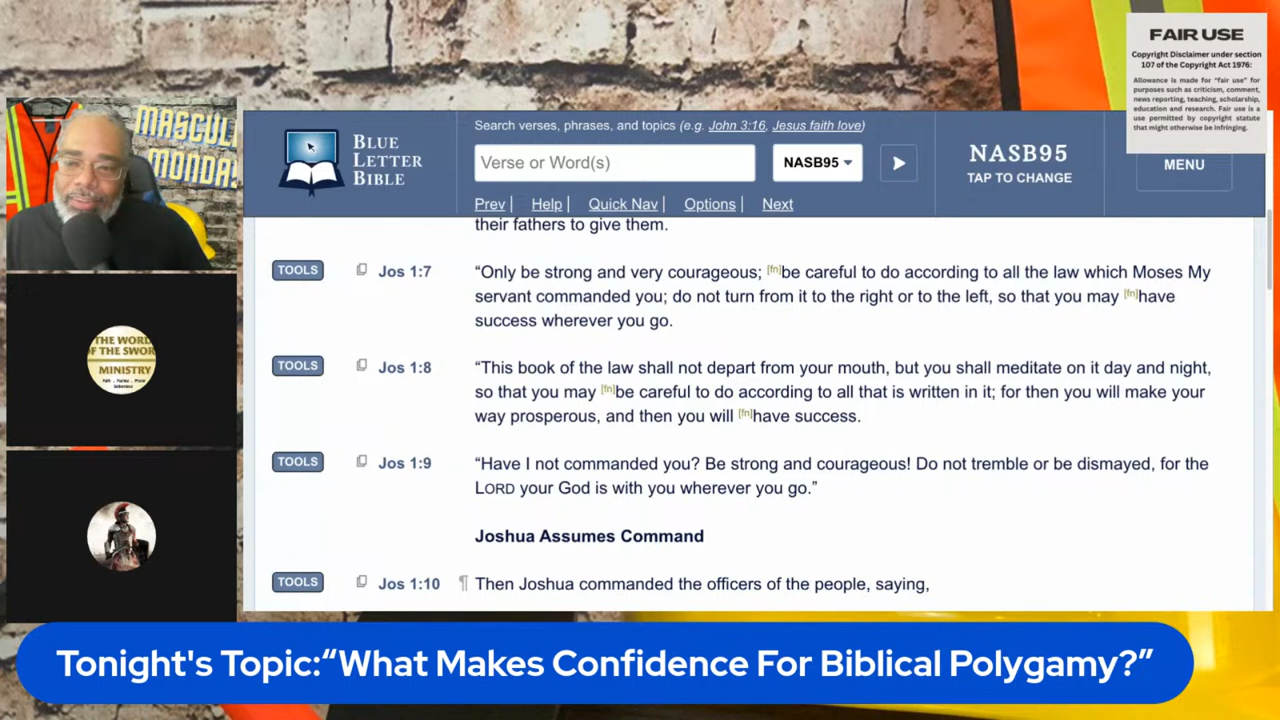 FAIR USE
Copyright Disclaimer under section
107 of the Copyright Act 1976:
Allowance is made for "fair use" for
purposes such as criticism, comment,
news reporting, teaching, scholarship,
education and research. Fair use is a
use permitted by copyright statute
that might otherwise be infringing.
MASCUL
MONDAY
BLUE
LETTER
BIBLE
Search verses, phrases, and topics (e.g. John 3:16, Jesus faith love)
Verse or Word(s)
NASB95
NASB95
TAP TO CHANGE
MENU
Prev | Help | Quick Nav | Options | Next
their fathers to give them.
TOOLS Jos 1:7 “Only be strong and very courageous; [fn]be careful to do according to all the law which Moses My
servant commanded you; do not turn from it to the right or to the left, so that you may [fn]have
success wherever you go.
TOOLS Jos 1:8 “This book of the law shall not depart from your mouth, but you shall meditate on it day and night,
so that you may [fn]be careful to do according to all that is written in it; for then you will make your
way prosperous, and then you will [fn]have success.
TOOLS Jos 1:9 “Have I not commanded you? Be strong and courageous! Do not tremble or be dismayed, for the
LORD your God is with you wherever you go.”
Joshua Assumes Command
TOOLS Jos 1:10 ¶ Then Joshua commanded the officers of the people, saying,
THE WORD
OF THE SWOR
MINISTRY
Tonight's Topic:“What Makes Confidence For Biblical Polygamy?”